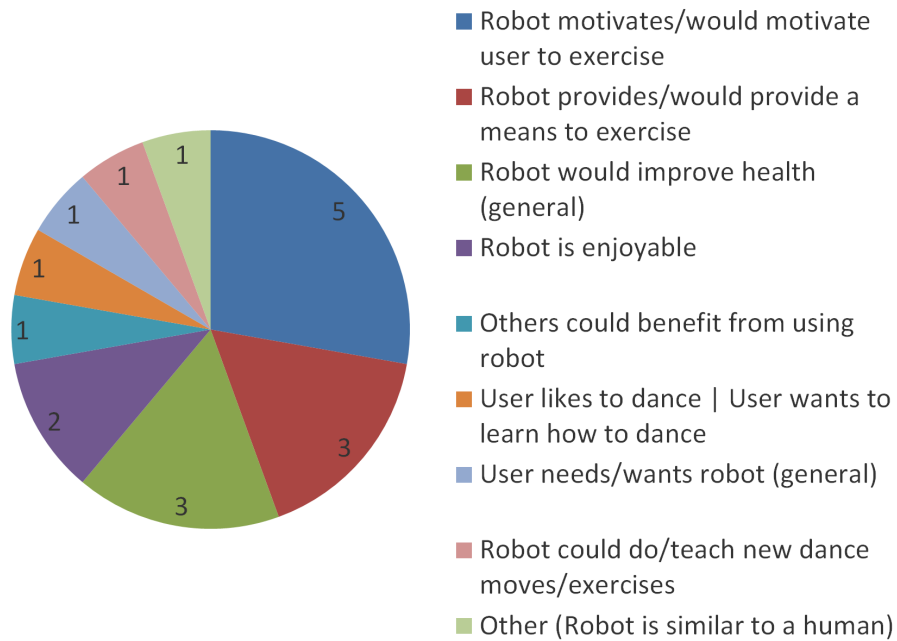 Robot motivates/would motivate
user to exercise
Robot provides/would provide a
means to exercise
Robot would improve health
(general)
Robot is enjoyable
Others could benefit from using
robot
User likes to dance | User wants to
learn how to dance
User needs/wants robot (general)
Robot could do/teach new dance
moves/exercises
Other (Robot is similar to a human)
5
3
3
2
1
1
1
1
1